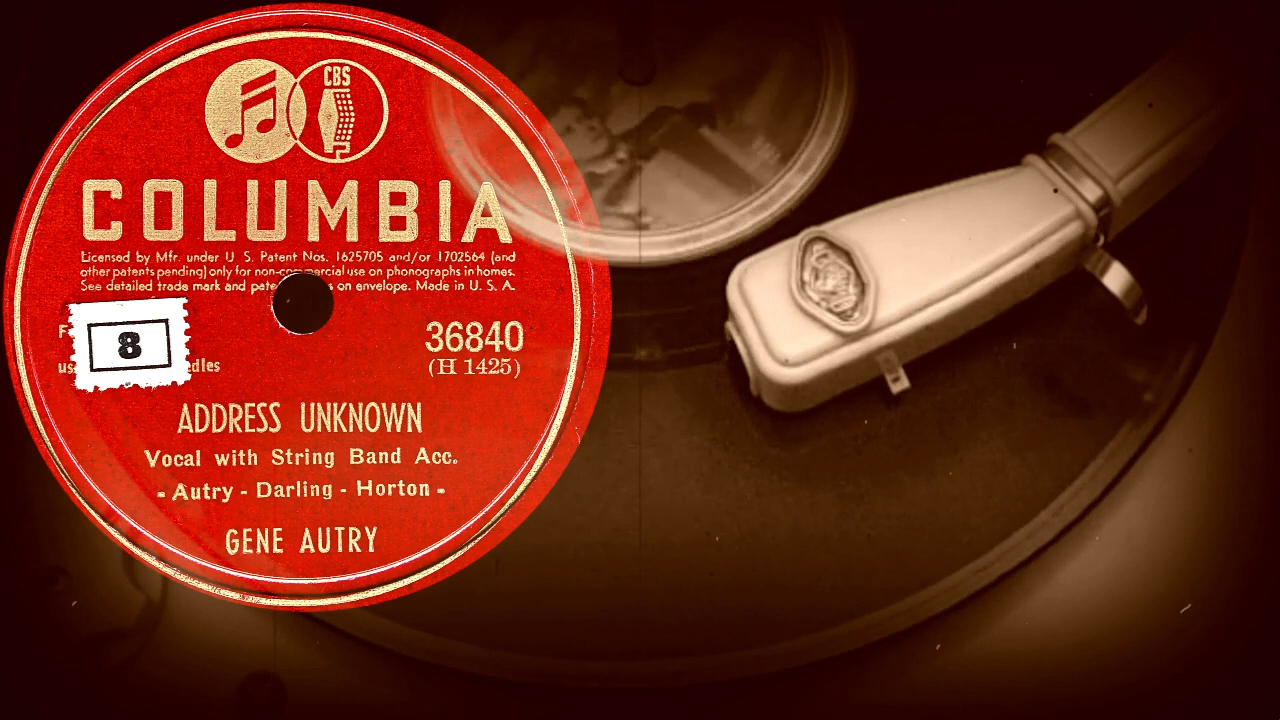 CBS
COLUMBIA
Licensed by Mfr. under U. S. Patent Nos. 1625705 and/or 1702564 (and
other patents pending) only for non-commercial use on phonographs in homes.
See detailed trade mark and on envelope. Made in U. S. A.
8
36840
(H 1425)
ADDRESS UNKNOWN
Vocal with String Band Acc.
- Autry - Darling - Horton -
GENE AUTRY